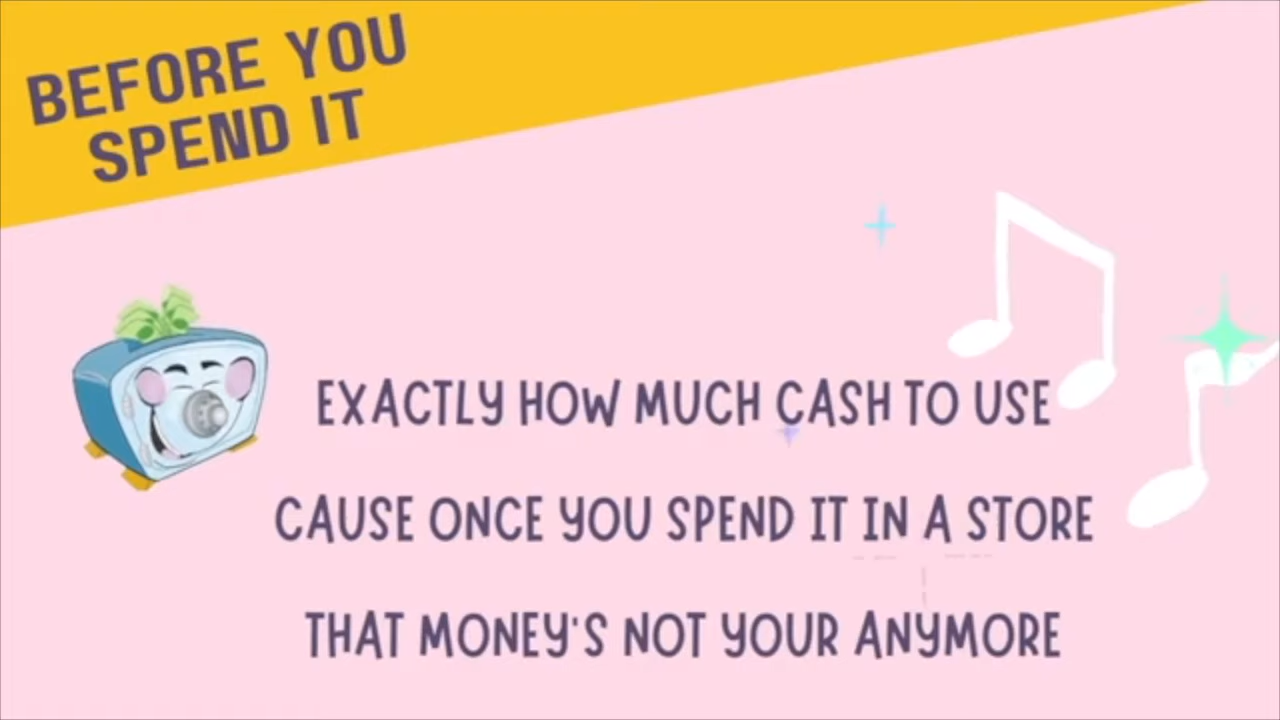 BEFORE YOU
SPEND IT
EXACTLY HOW MUCH CASH TO USE
CAUSE ONCE YOU SPEND IT IN A STORE
THAT MONEY'S NOT YOUR ANYMORE